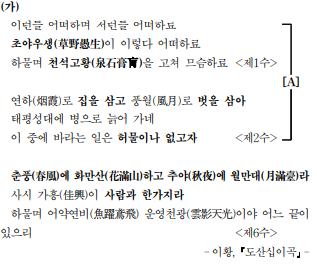 (가)
이런들 어떠하며 저런들 어떠하료
초야우생(草野愚生)이 이렇다 어떠하료
하물며 천석고황(泉石膏肓)을 고쳐 므슴하료 <제1수>
[A]
연하(烟霞)로 집을 삼고 풍월(風月)로 벗을 삼아
태평성대에 병으로 늙어 가네
이 중에 바라는 일은 허물이나 없고자 <제2수>
춘풍(春風)에 화만산(花滿山)하고 추야(秋夜)에 월만대(月滿臺)라
사시 가흥(佳興)이 사람과 한가지라
하물며 어약연비(魚躍鳶飛) 운영천광(雲影天光)이야 어느 끝이
있으리 <제6수>
- 이황, 「도산십이곡」 -